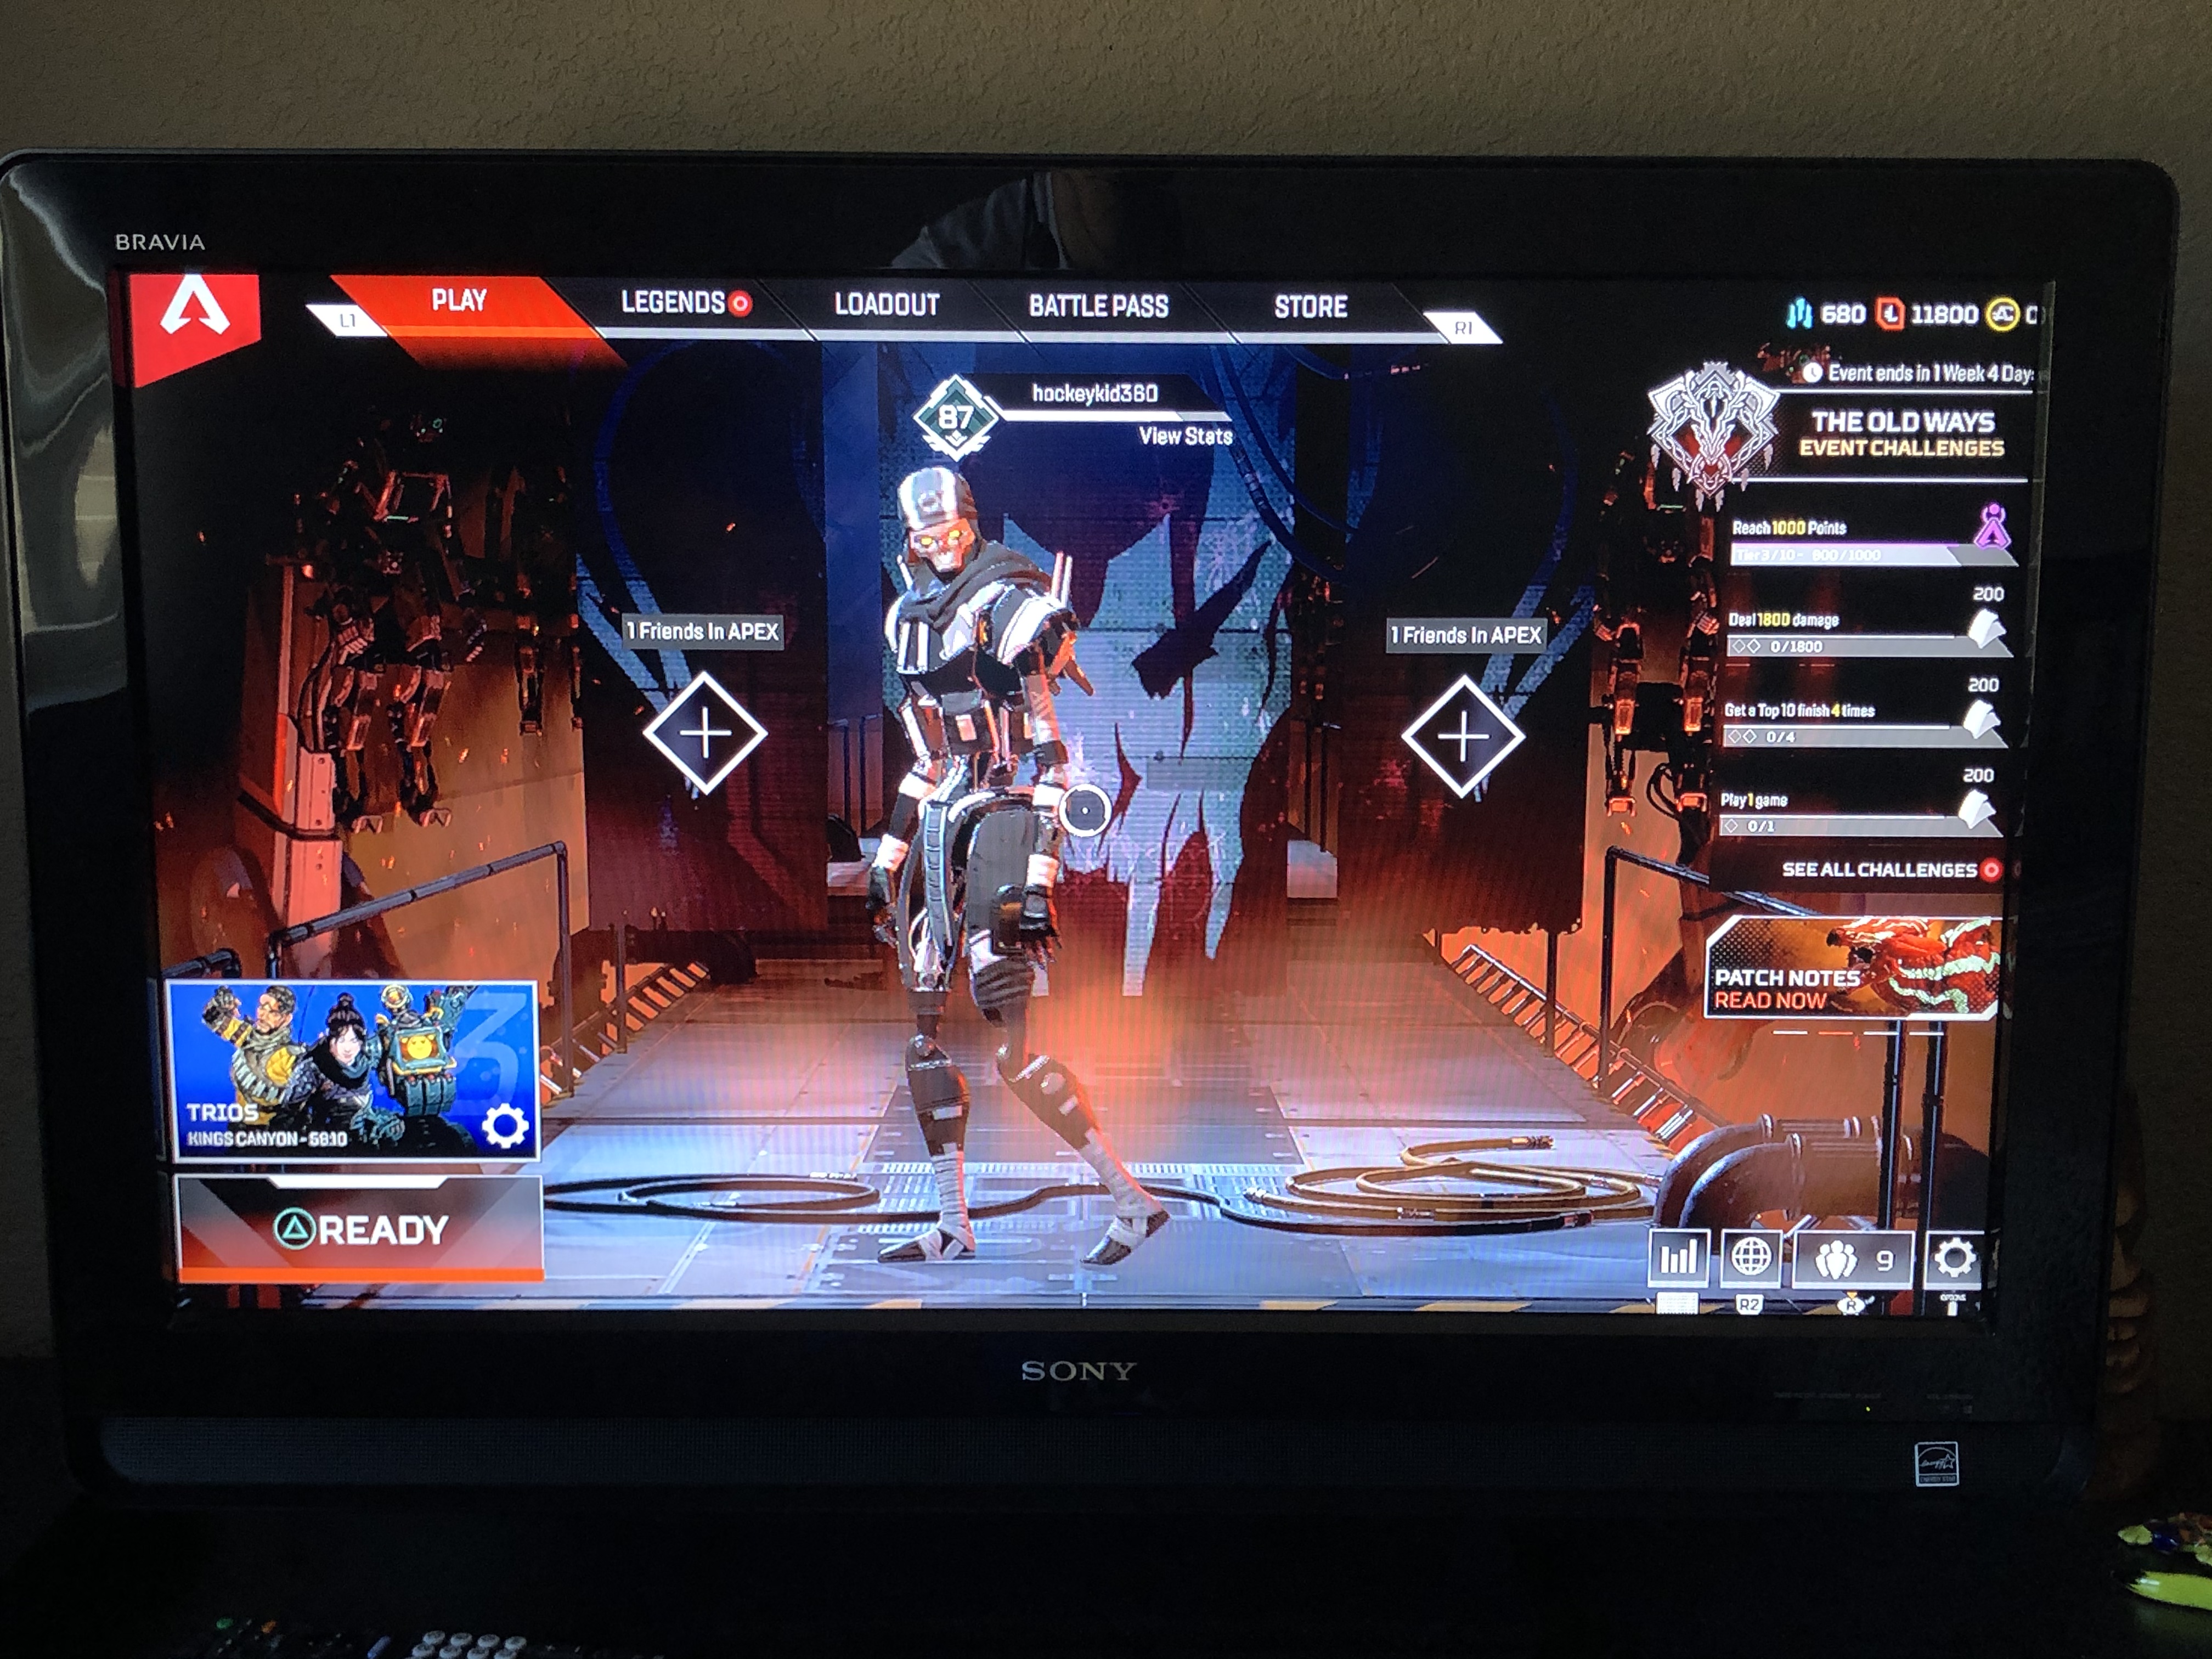 BRAVIA
L1
PLAY
LEGENDS
LOADOUT
BATTLE PASS
STORE
R1
680
11800
0
87
hockeykid360
View Stats
Event ends in 1 Week 4 Day
THE OLD WAYS
EVENT CHALLENGES
Reach 1000 Points
Tier 3 / 10 - 800 / 1000
200
Deal 1800 damage
0/1800
200
Get a Top 10 finish 4 times
0/4
200
Play 1 game
0/1
SEE ALL CHALLENGES
PATCH NOTES
READ NOW
1 Friends In APEX
1 Friends In APEX
TRIOS
KINGS CANYON - 58:10
READY
9
R2
R
SONY